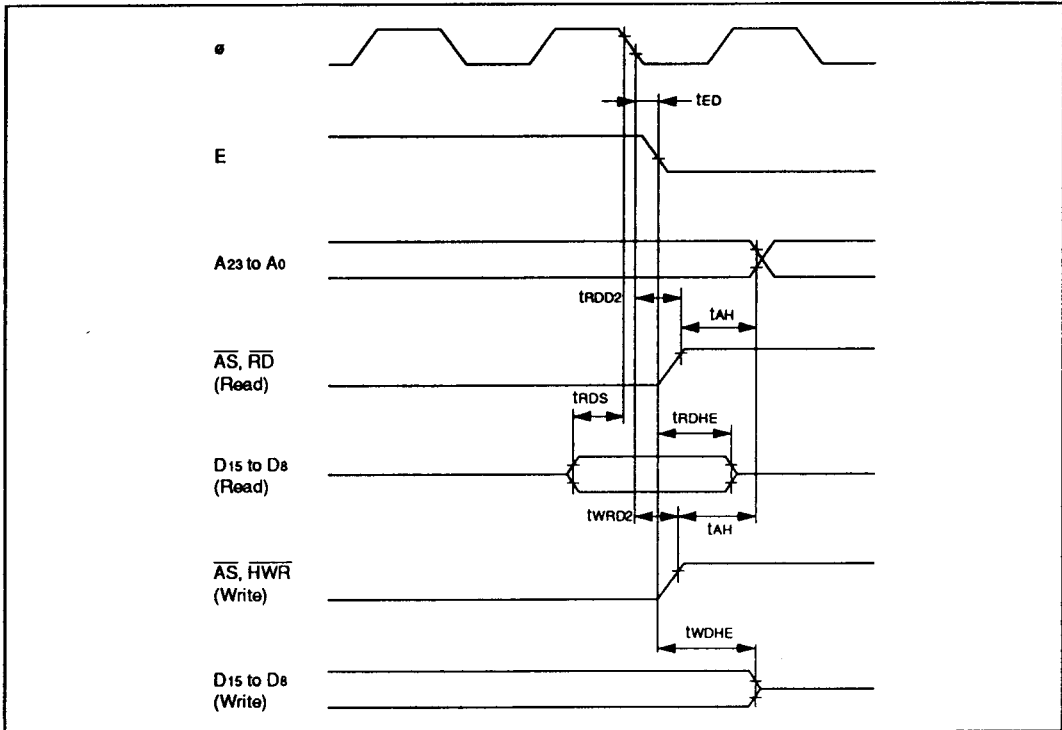 ø
tED
E
A23 to A0
tRDD2
tAH
AS, RD
(Read)
tRDS
tRDHE
D15 to D8
(Read)
tWRD2
tAH
AS, HWR
(Write)
tWDHE
D15 to D8
(Write)